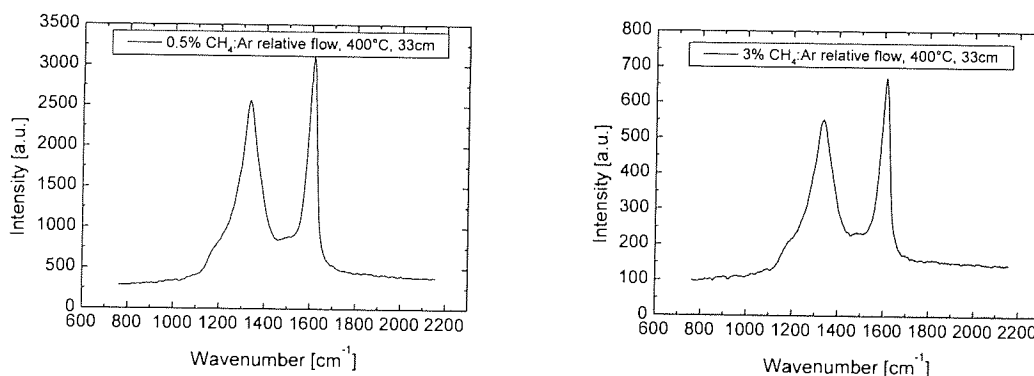 3500
3000
2500
2000
1500
1000
500
0
0.5% CH₄:Ar relative flow, 400°C, 33cm
Intensity [a.u.]
600 800 1000 1200 1400 1600 1800 2000 2200
Wavenumber [cm⁻¹]
800
700
600
500
400
300
200
100
0
3% CH₄:Ar relative flow, 400°C, 33cm
Intensity [a.u.]
600 800 1000 1200 1400 1600 1800 2000 2200
Wavenumber [cm⁻¹]